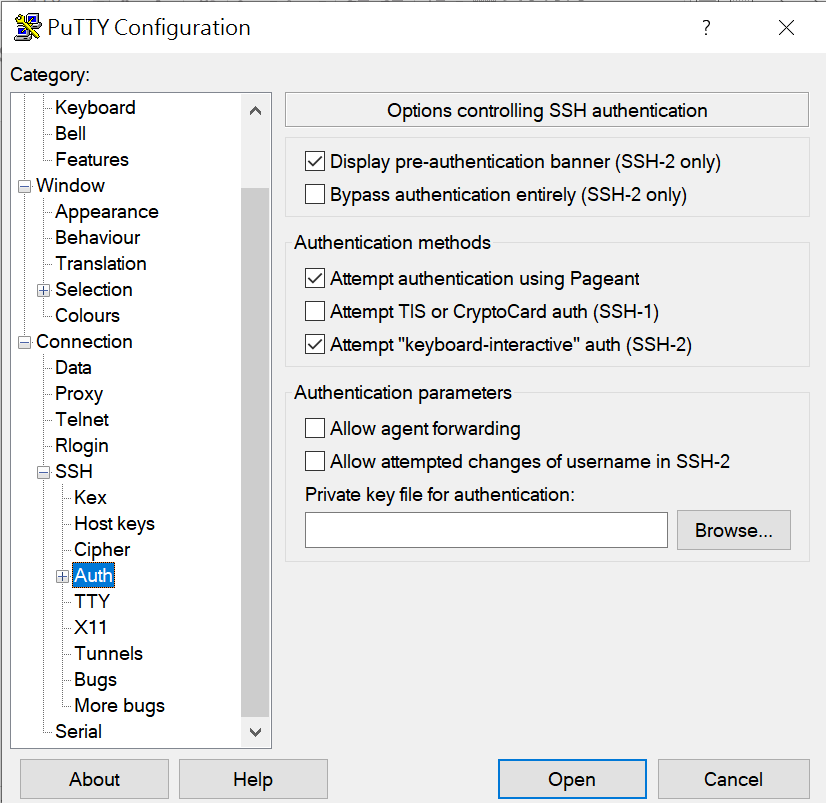 PuTTY Configuration
?
Category:
Keyboard
Bell
Features
Window
Appearance
Behaviour
Translation
Selection
Colours
Connection
Data
Proxy
Telnet
Rlogin
SSH
Kex
Host keys
Cipher
Auth
TTY
X11
Tunnels
Bugs
More bugs
Serial
Options controlling SSH authentication
Display pre-authentication banner (SSH-2 only)
Bypass authentication entirely (SSH-2 only)
Authentication methods
Attempt authentication using Pageant
Attempt TIS or CryptoCard auth (SSH-1)
Attempt "keyboard-interactive" auth (SSH-2)
Authentication parameters
Allow agent forwarding
Allow attempted changes of username in SSH-2
Private key file for authentication:
Browse...
About
Help
Open
Cancel